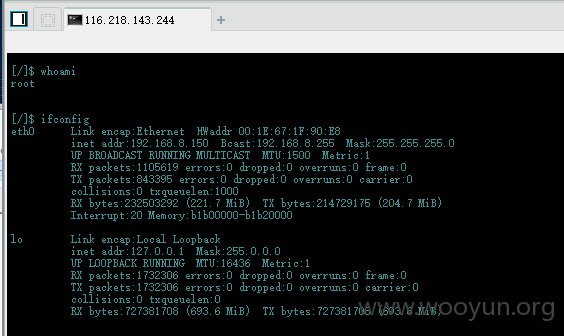 116.218.143.244
[/]$ whoami
root
[/]$ ifconfig
eth0 Link encap:Ethernet HWaddr 00:1E:67:1F:90:E8
inet addr:192.168.8.150 Bcast:192.168.8.255 Mask:255.255.255.0
UP BROADCAST RUNNING MULTICAST MTU:1500 Metric:1
RX packets:1105619 errors:0 dropped:0 overruns:0 frame:0
TX packets:843395 errors:0 dropped:0 overruns:0 carrier:0
collisions:0 txqueuelen:1000
RX bytes:232503292 (221.7 MiB) TX bytes:214729175 (204.7 MiB)
Interrupt:20 Memory:b1b00000-b1b20000
lo Link encap:Local Loopback
inet addr:127.0.0.1 Mask:255.0.0.0
UP LOOPBACK RUNNING MTU:16436 Metric:1
RX packets:1732306 errors:0 dropped:0 overruns:0 frame:0
TX packets:1732306 errors:0 dropped:0 overruns:0 carrier:0
collisions:0 txqueuelen:0
RX bytes:727381708 (693.6 MiB) TX bytes:727381708 (693.6 MiB)
www.wooyun.org